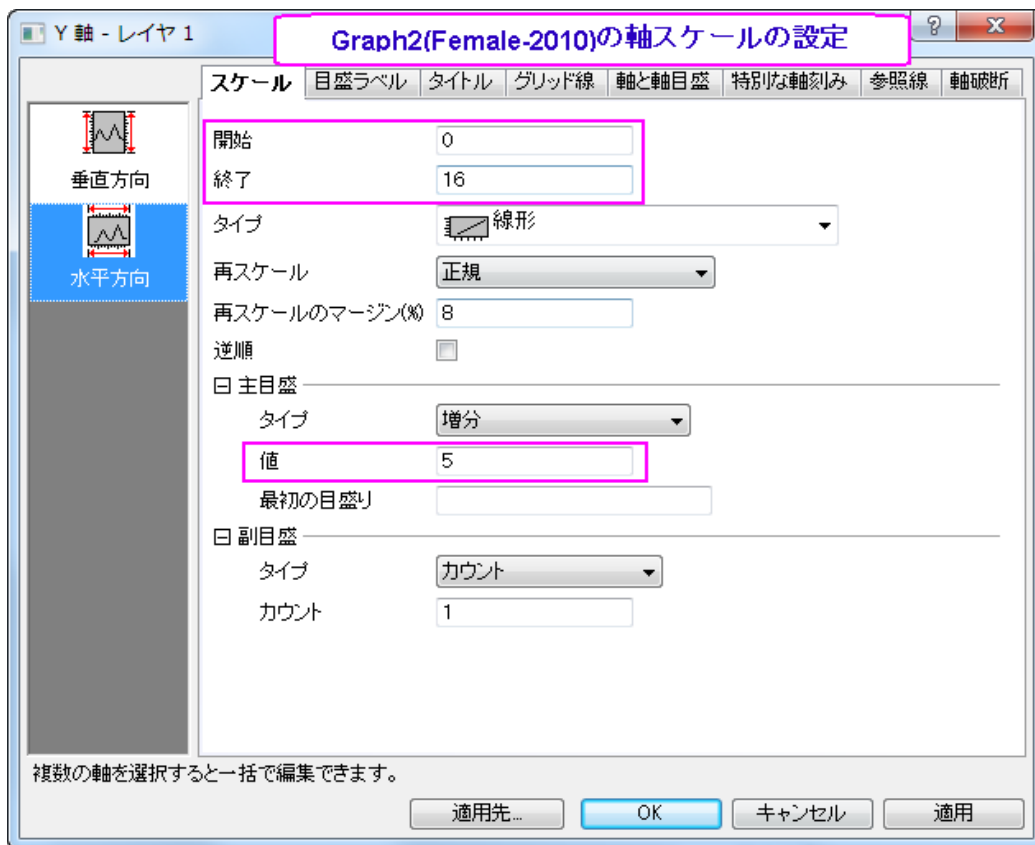 Y 軸 - レイヤ 1
Graph2(Female-2010)の軸スケールの設定
スケール 目盛ラベル タイトル グリッド線 軸と軸目盛 特別な軸刻み 参照線 軸破断
垂直方向
水平方向
開始 0
終了 16
タイプ 線形
再スケール 正規
再スケールのマージン(%) 8
逆順
主目盛
タイプ 増分
値 5
最初の目盛り
副目盛
タイプ カウント
カウント 1
複数の軸を選択すると一括で編集できます。
適用先... OK キャンセル 適用